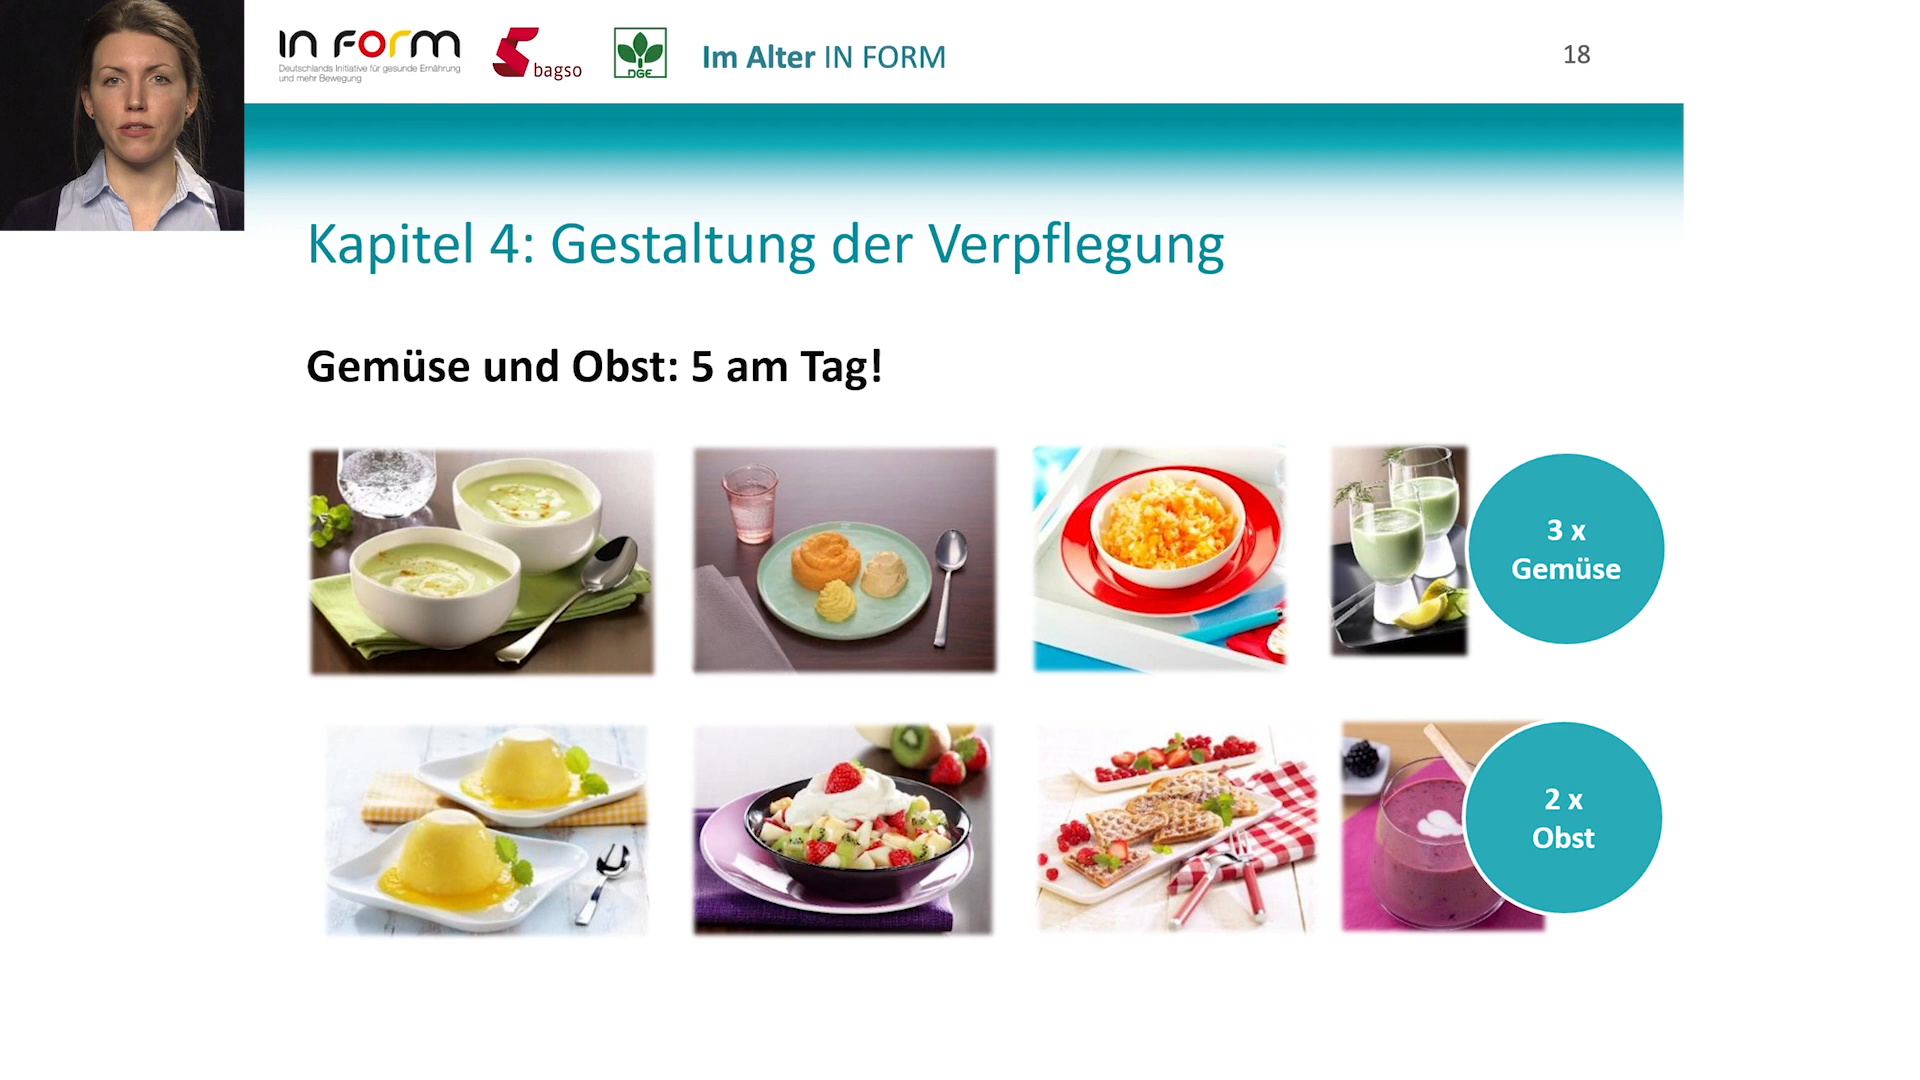 IN FORM
Deutschlands Initiative für gesunde Ernährung
und mehr Bewegung
bagso
DGE
Im Alter IN FORM
18
Kapitel 4: Gestaltung der Verpflegung
Gemüse und Obst: 5 am Tag!
3 x
Gemüse
2 x
Obst